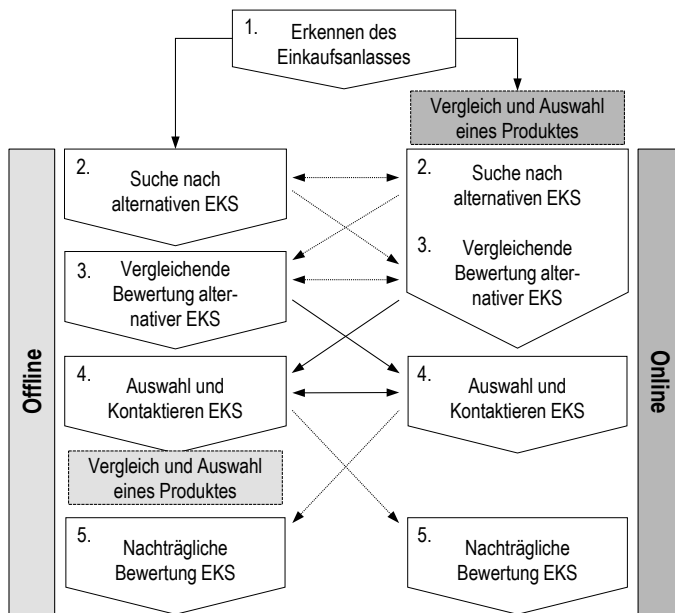 1. Erkennen des
Einkaufsanlasses
Vergleich und Auswahl
eines Produktes
Offline
2. Suche nach
alternativen EKS
3. Vergleichende
Bewertung alter-
nativer EKS
4. Auswahl und
Kontaktieren EKS
Vergleich und Auswahl
eines Produktes
5. Nachträgliche
Bewertung EKS
2. Suche nach
alternativen EKS
3. Vergleichende
Bewertung alter-
nativer EKS
4. Auswahl und
Kontaktieren EKS
5. Nachträgliche
Bewertung EKS
Online